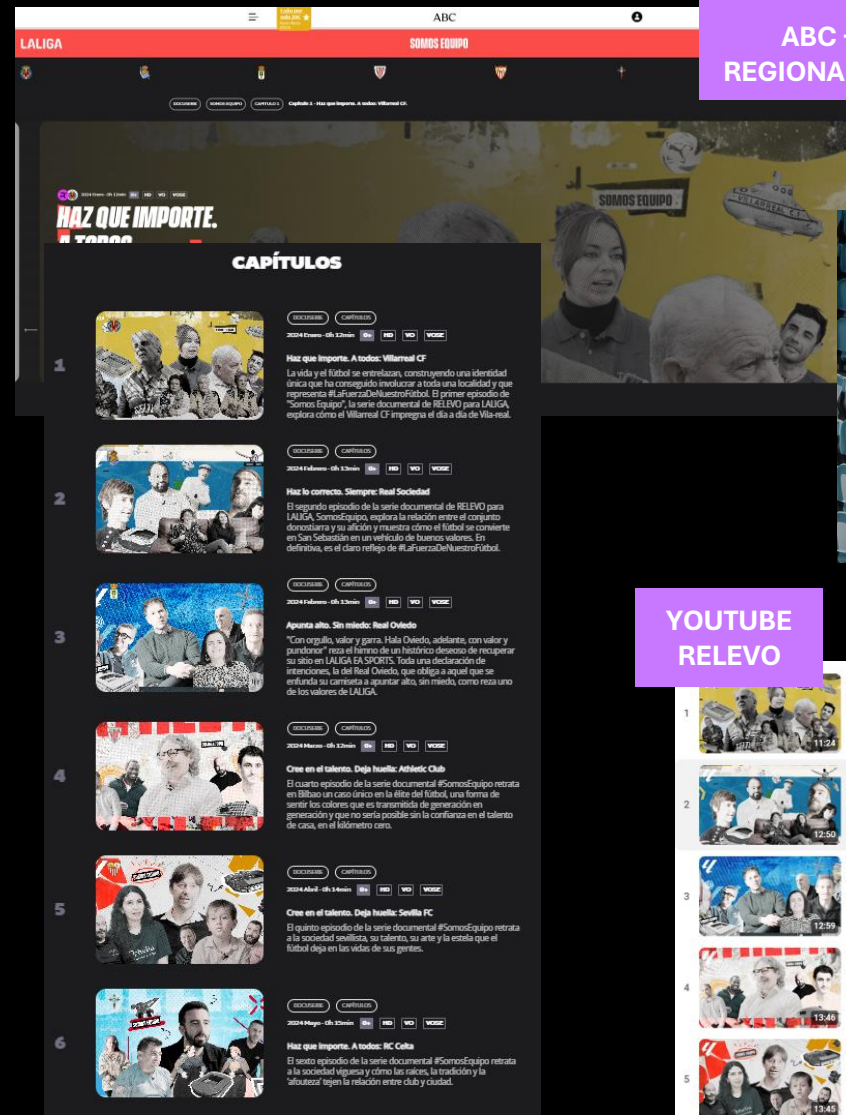 ABC
LALIGA
SOMOS EQUIPO
ABC
REGIONA
DOCUSERIE SOMOS EQUIPO CAPÍTULO 1 Capítulo 1 - Haz que importe. A todos: Villarreal CF.
2024 Enero - 0h 12min 0+ HD VO VOSE
HAZ QUE IMPORTE.
A TODOS
SOMOS EQUIPO
VILLARREAL C.F.
CAPÍTULOS
1
DOCUSERIE CAPÍTULOS
2024 Enero - 0h 12min 0+ HD VO VOSE
Haz que importe. A todos: Villarreal CF
La vida y el fútbol se entrelazan, construyendo una identidad
única que ha conseguido involucrar a toda una localidad y que
representa #LaFuerzaDeNuestroFútbol. El primer episodio de
"Somos Equipo", la serie documental de RELEVO para LALIGA,
explora cómo el Villarreal CF impregna el día a día de Vila-real.
2
DOCUSERIE CAPÍTULOS
2024 Febrero - 0h 13min 0+ HD VO VOSE
Haz lo correcto. Siempre: Real Sociedad
El segundo episodio de la serie documental de RELEVO para
LALIGA, SomosEquipo, explora la relación entre el conjunto
donostiarra y su afición y muestra cómo el fútbol se convierte
en San Sebastián en un vehículo de buenos valores. En
definitiva, es el claro reflejo de #LaFuerzaDeNuestroFútbol.
3
DOCUSERIE CAPÍTULOS
2024 Febrero - 0h 13min 0+ HD VO VOSE
Apunta alto. Sin miedo: Real Oviedo
"Con orgullo, valor y garra. Hala Oviedo, adelante, con valor y
pundonor" reza el himno de un histórico deseoso de recuperar
su sitio en LALIGA EA SPORTS. Toda una declaración de
intenciones, la del Real Oviedo, que obliga a aquel que se
enfunda su camiseta a apuntar alto, sin miedo, como reza uno
de los valores de LALIGA.
4
DOCUSERIE CAPÍTULOS
2024 Marzo - 0h 12min 0+ HD VO VOSE
Cree en el talento. Deja huella: Athletic Club
El cuarto episodio de la serie documental #SomosEquipo retrata
en Bilbao un caso único en la élite del fútbol, una forma de
sentir los colores que es transmitida de generación en
generación y que no sería posible sin la confianza en el talento
de casa, en el kilómetro cero.
5
DOCUSERIE CAPÍTULOS
2024 Abril - 0h 14min 0+ HD VO VOSE
Cree en el talento. Deja huella: Sevilla FC
El quinto episodio de la serie documental #SomosEquipo retrata
a la sociedad sevillista, su talento, su arte y la estela que el
fútbol deja en las vidas de sus gentes.
6
DOCUSERIE CAPÍTULOS
2024 Mayo - 0h 15min 0+ HD VO VOSE
Haz que importe. A todos: RC Celta
El sexto episodio de la serie documental #SomosEquipo retrata
a la sociedad viguesa y cómo las raíces, la tradición y la
'afouteza' tejen la relación entre club y ciudad.
YOUTUBE
RELEVO
1
11:24
2
12:50
3
12:59
4
13:46
5
13:45